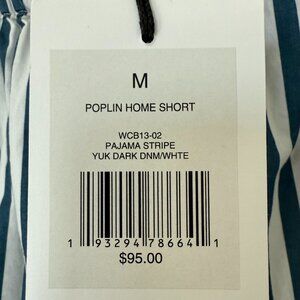 M
POPLIN HOME SHORT
WCB13-02
PAJAMA STRIPE
YUK DARK DNM/WHTE
1 93294 78664 1
$95.00